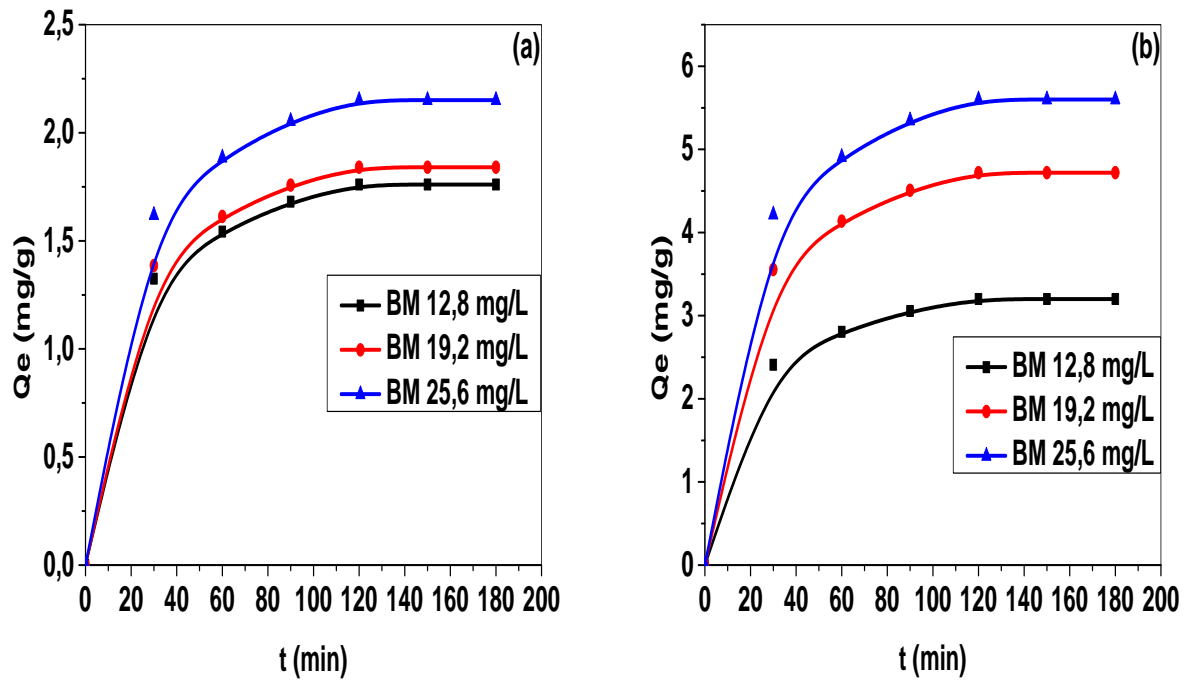 (a)
2,5
2,0
1,5
1,0
0,5
0,0
Qe (mg/g)
BM 12,8 mg/L
BM 19,2 mg/L
BM 25,6 mg/L
0 20 40 60 80 100 120 140 160 180 200
t (min)
(b)
6
5
4
3
2
1
0
Qe (mg/g)
BM 12,8 mg/L
BM 19,2 mg/L
BM 25,6 mg/L
0 20 40 60 80 100 120 140 160 180 200
t (min)